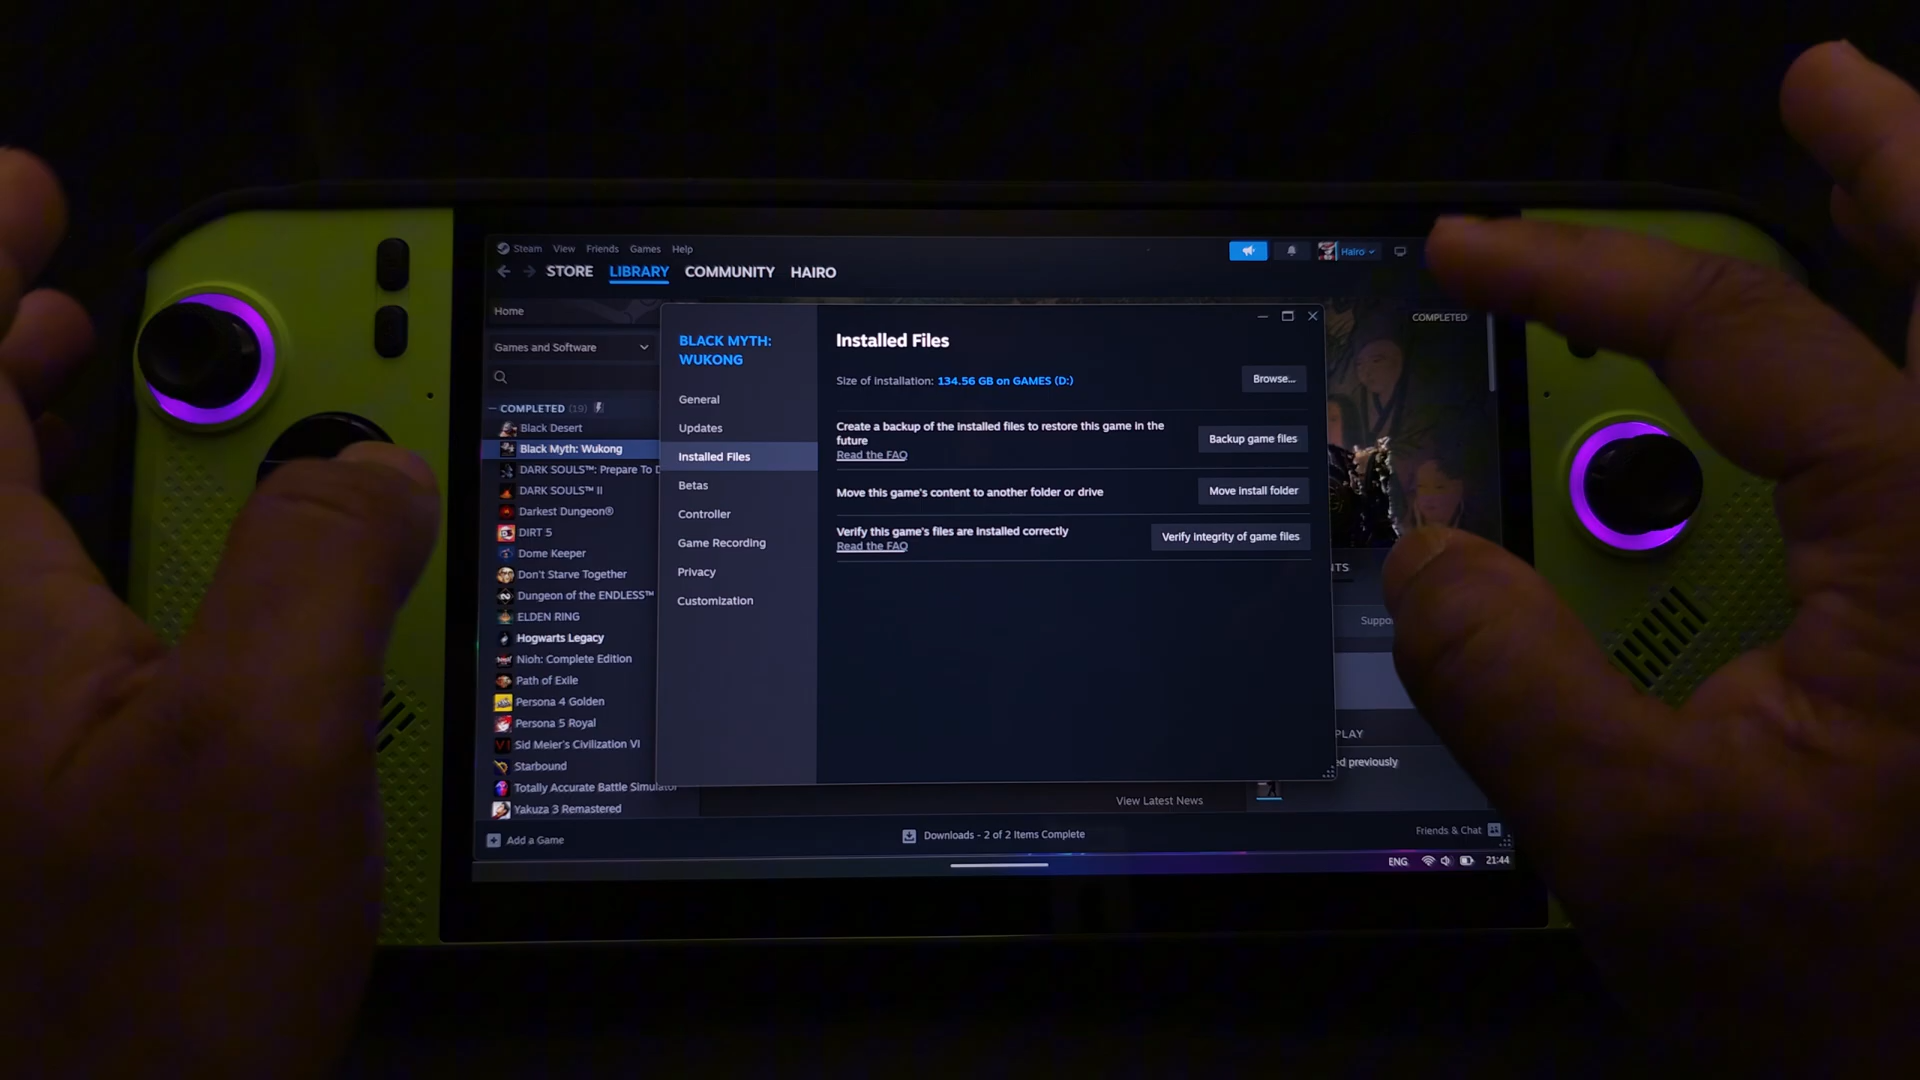 Steam View Friends Games Help
Hairo
STORE LIBRARY COMMUNITY HAIRO
Home
Games and Software
COMPLETED (19)
Black Desert
Black Myth: Wukong
DARK SOULS™: Prepare To D
DARK SOULS™ II
Darkest Dungeon®
DIRT 5
Dome Keeper
Don't Starve Together
Dungeon of the ENDLESS™
ELDEN RING
Hogwarts Legacy
Nioh: Complete Edition
Path of Exile
Persona 4 Golden
Persona 5 Royal
Sid Meier's Civilization VI
Starbound
Totally Accurate Battle Simulator
Yakuza 3 Remastered
BLACK MYTH:
WUKONG
General
Updates
Installed Files
Betas
Controller
Game Recording
Privacy
Customization
Installed Files
Size of installation: 134.56 GB on GAMES (D:)
Browse...
Create a backup of the installed files to restore this game in the
future
Read the FAQ
Backup game files
Move this game's content to another folder or drive
Move install folder
Verify this game's files are installed correctly
Read the FAQ
Verify integrity of game files
COMPLETED
NTS
Suppo
PLAY
ed previously
View Latest News
Add a Game
Downloads - 2 of 2 Items Complete
Friends & Chat
ENG
21:44